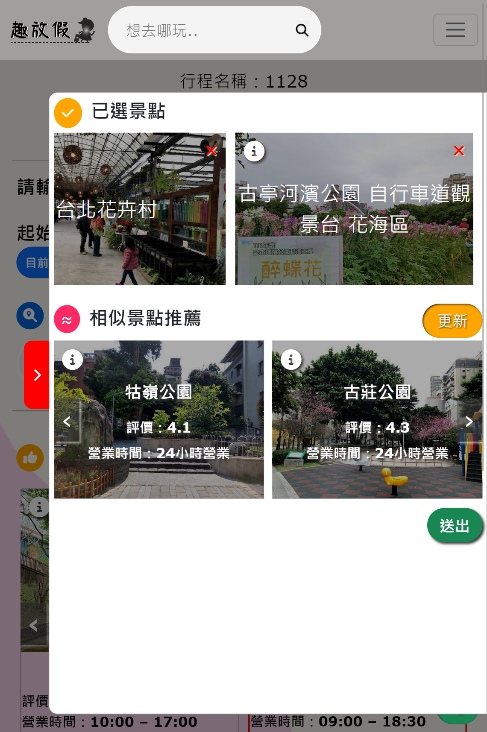 趣放假
想去哪玩..
行程名稱：1128
已選景點
台北花卉村
古亭河濱公園 自行車道觀
景台 花海區
醉蝶花
請輸
起始
目前
相似景點推薦
更新
牯嶺公園
評價：4.1
營業時間：24小時營業
古莊公園
評價：4.3
營業時間：24小時營業
送出
評價
營業時間：10:00 – 17:00
營業時間：09:00 – 18:30